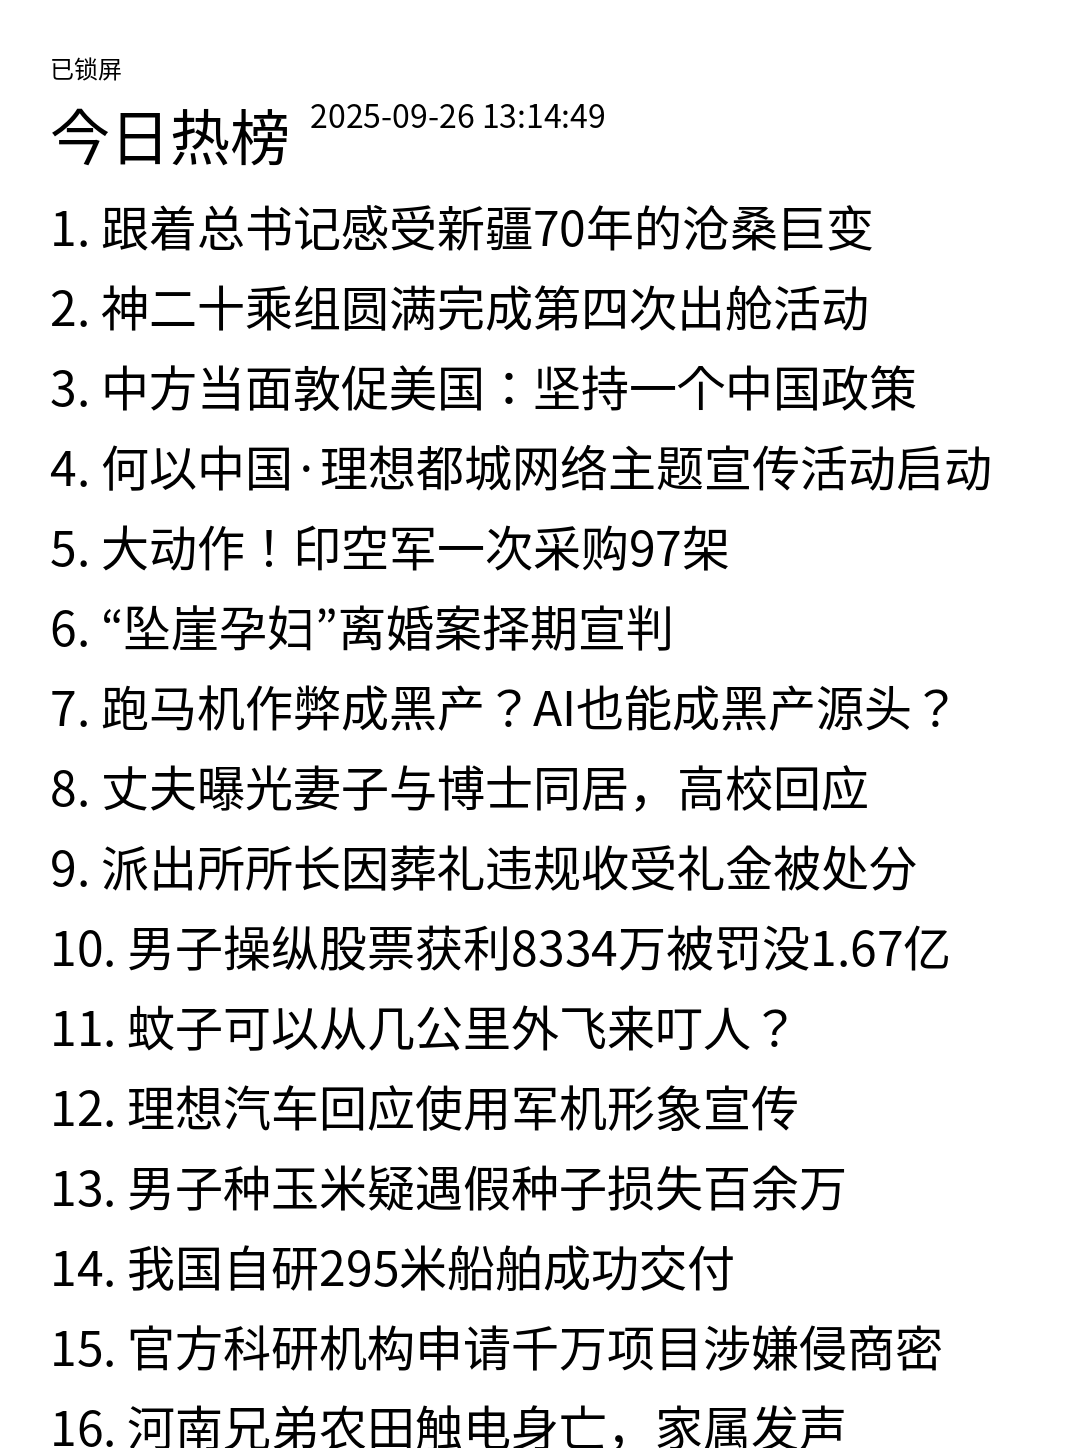 已锁屏
今日热榜 2025-09-26 13:14:49
1. 跟着总书记感受新疆70年的沧桑巨变
2. 神二十乘组圆满完成第四次出舱活动
3. 中方当面敦促美国：坚持一个中国政策
4. 何以中国·理想都城网络主题宣传活动启动
5. 大动作！印空军一次采购97架
6. “坠崖孕妇”离婚案择期宣判
7. 跑马机作弊成黑产？AI也能成黑产源头？
8. 丈夫曝光妻子与博士同居，高校回应
9. 派出所所长因葬礼违规收受礼金被处分
10. 男子操纵股票获利8334万被罚没1.67亿
11. 蚊子可以从几公里外飞来叮人？
12. 理想汽车回应使用军机形象宣传
13. 男子种玉米疑遇假种子损失百余万
14. 我国自研295米船舶成功交付
15. 官方科研机构申请千万项目涉嫌侵商密
16. 河南兄弟农田触电身亡，家属发声